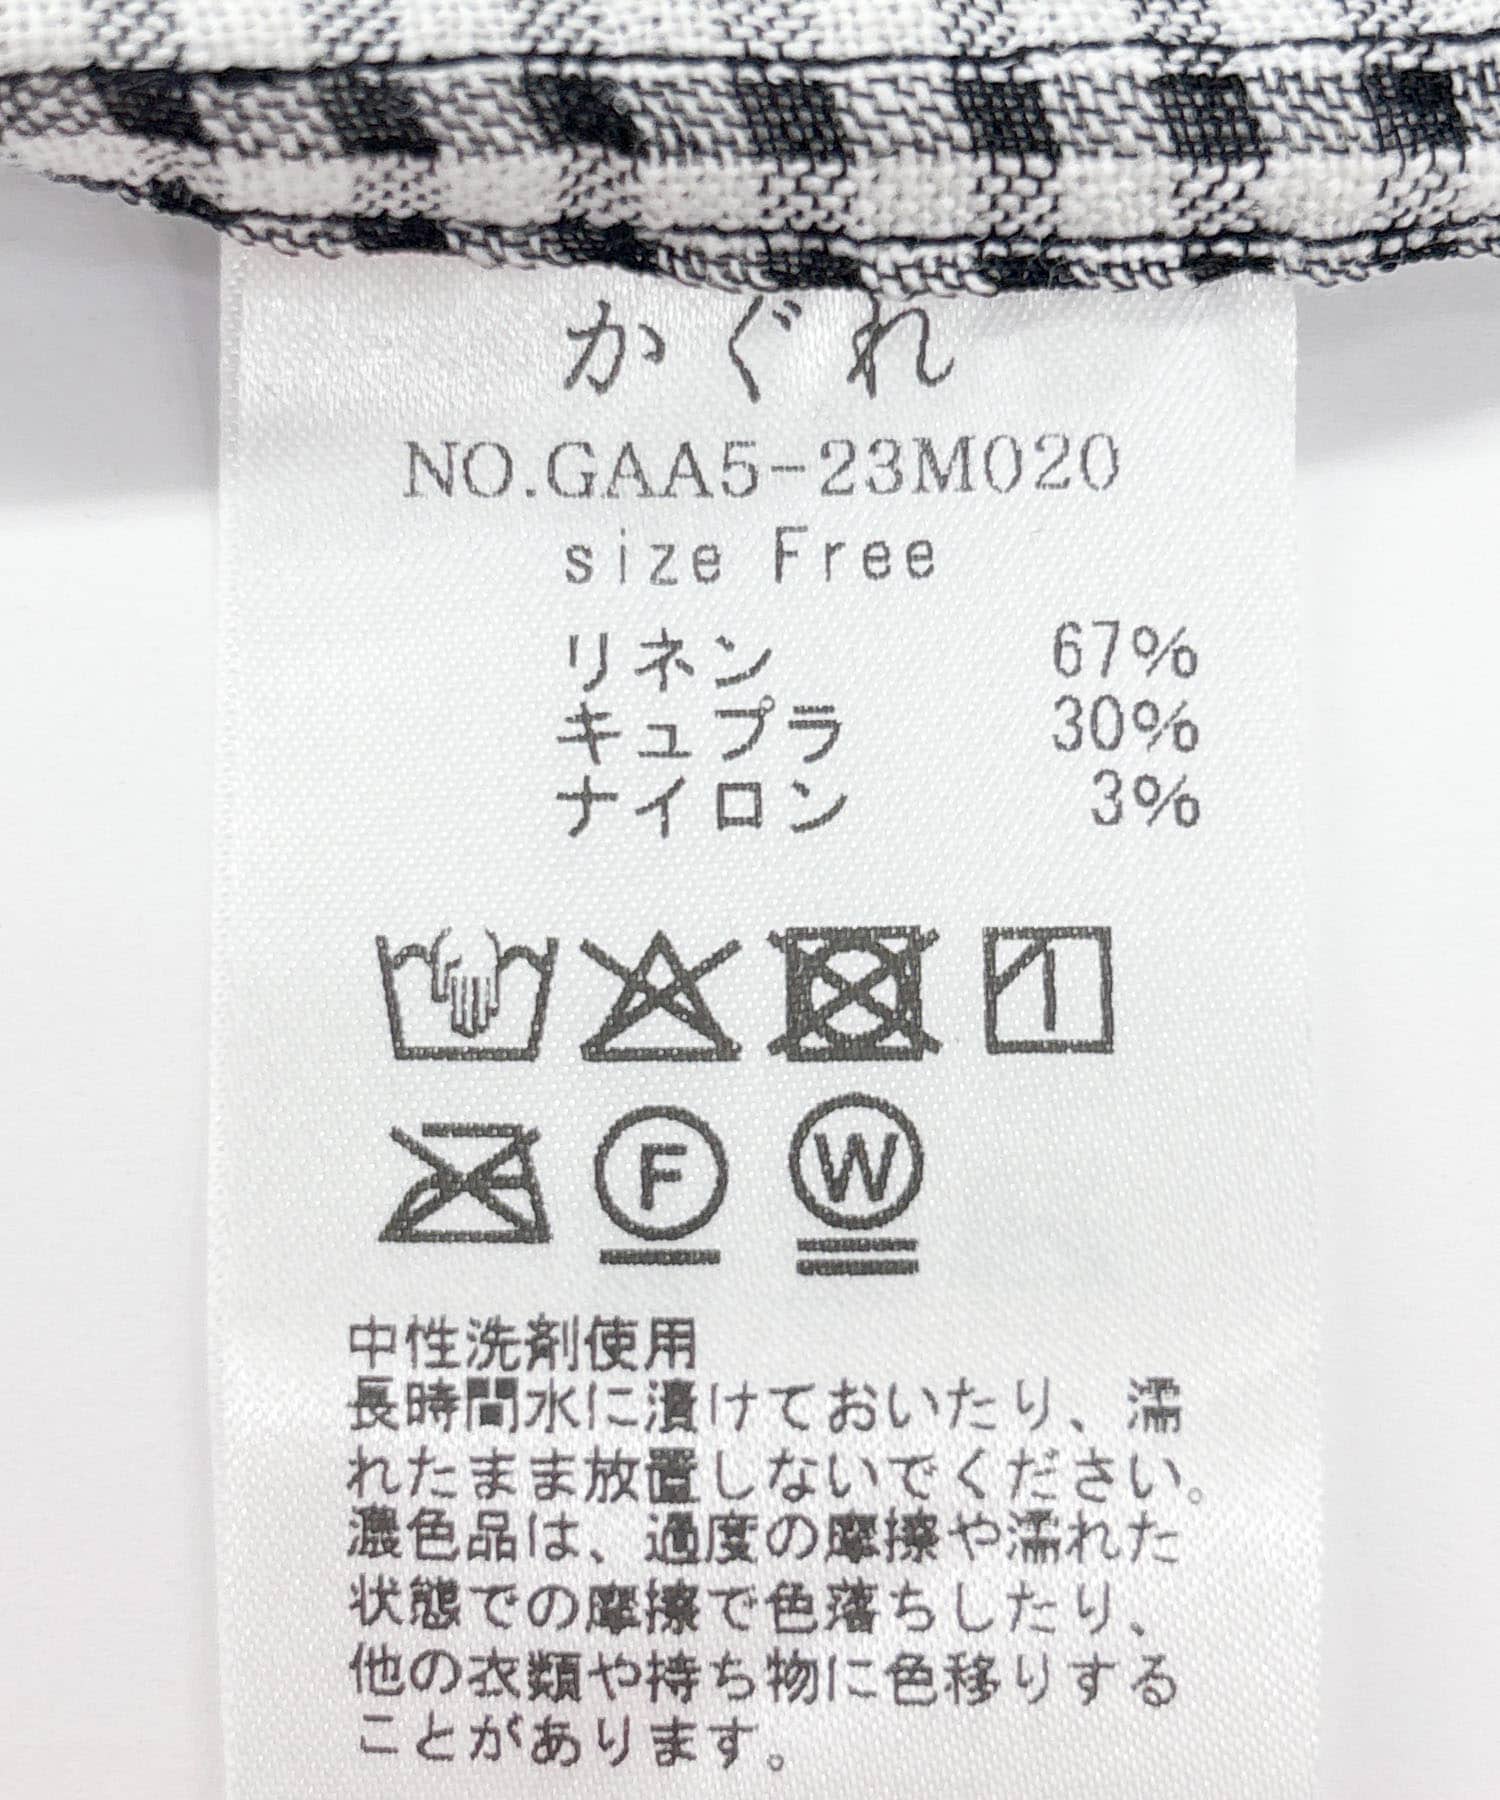 かぐれ
NO.GAA5-23M020
size Free
リネン 67%
キュプラ 30%
ナイロン 3%
F W
中性洗剤使用
長時間水に漬けておいたり、濡
れたまま放置しないでください。
濃色品は、過度の摩擦や濡れた
状態での摩擦で色落ちしたり、
他の衣類や持ち物に色移りする
ことがあります。